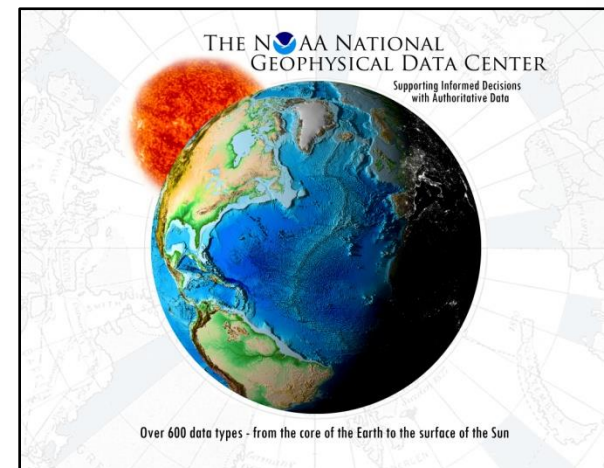 THE NOAA NATIONAL
GEOPHYSICAL DATA CENTER
Supporting Informed Decisions
with Authoritative Data
Over 600 data types - from the core of the Earth to the surface of the Sun